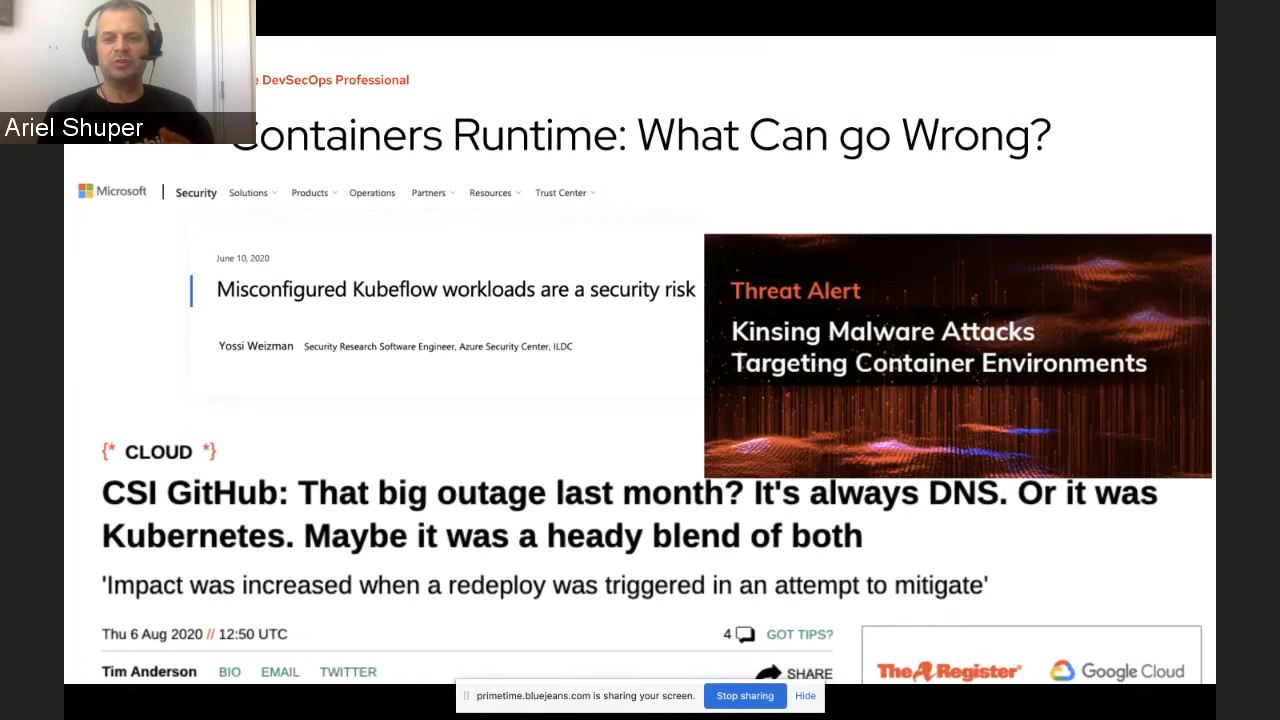 Ariel Shuper
DevSecOps Professional
Containers Runtime: What Can go Wrong?
Microsoft
Security
Solutions
Products
Operations
Partners
Resources
Trust Center
June 10, 2020
Misconfigured Kubeflow workloads are a security risk
Yossi Weizman Security Research Software Engineer, Azure Security Center, ILDC
Threat Alert
Kinsing Malware Attacks
Targeting Container Environments
{* CLOUD *}
CSI GitHub: That big outage last month? It's always DNS. Or it was
Kubernetes. Maybe it was a heady blend of both
'Impact was increased when a redeploy was triggered in an attempt to mitigate'
Thu 6 Aug 2020 // 12:50 UTC
4
GOT TIPS?
Tim Anderson BIO EMAIL TWITTER
SHARE
The Register
Google Cloud
primetime.bluejeans.com is sharing your screen.
Stop sharing
Hide